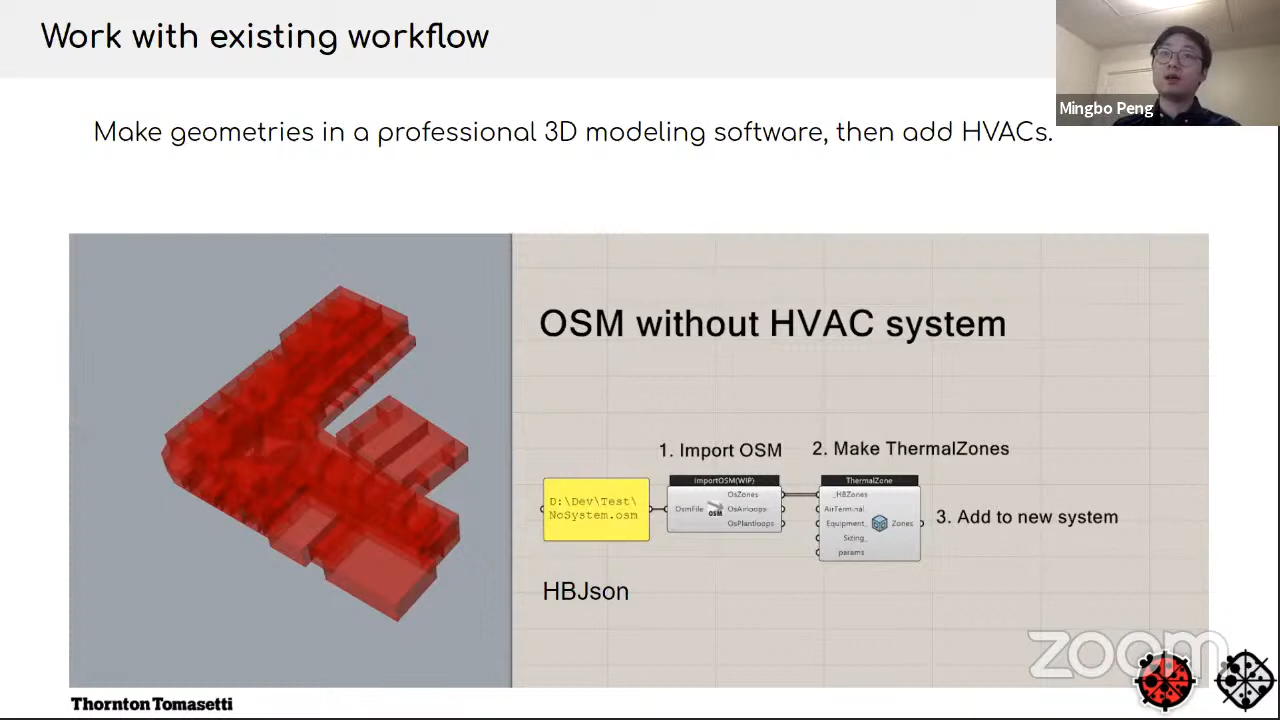 Work with existing workflow
Mingbo Peng
Make geometries in a professional 3D modeling software, then add HVACs.
OSM without HVAC system
1. Import OSM
2. Make ThermalZones
ImportOSM(WIP)
ThermalZone
D:\Dev\Test\
NoSystem.osm
OsmFile
OSM
OsZones
OsAirloops
OsPlantloops
_HBZones
AirTerminal_
Equipment_
Sizing_
params_
Zones
3. Add to new system
HBJson
zoom
Thornton Tomasetti